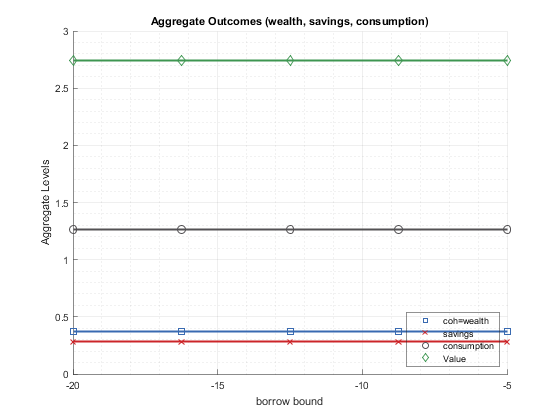 Aggregate Outcomes (wealth, savings, consumption)
3
2.5
2
1.5
1
0.5
0
Aggregate Levels
-20
-15
-10
-5
borrow bound
coh=wealth
savings
consumption
Value